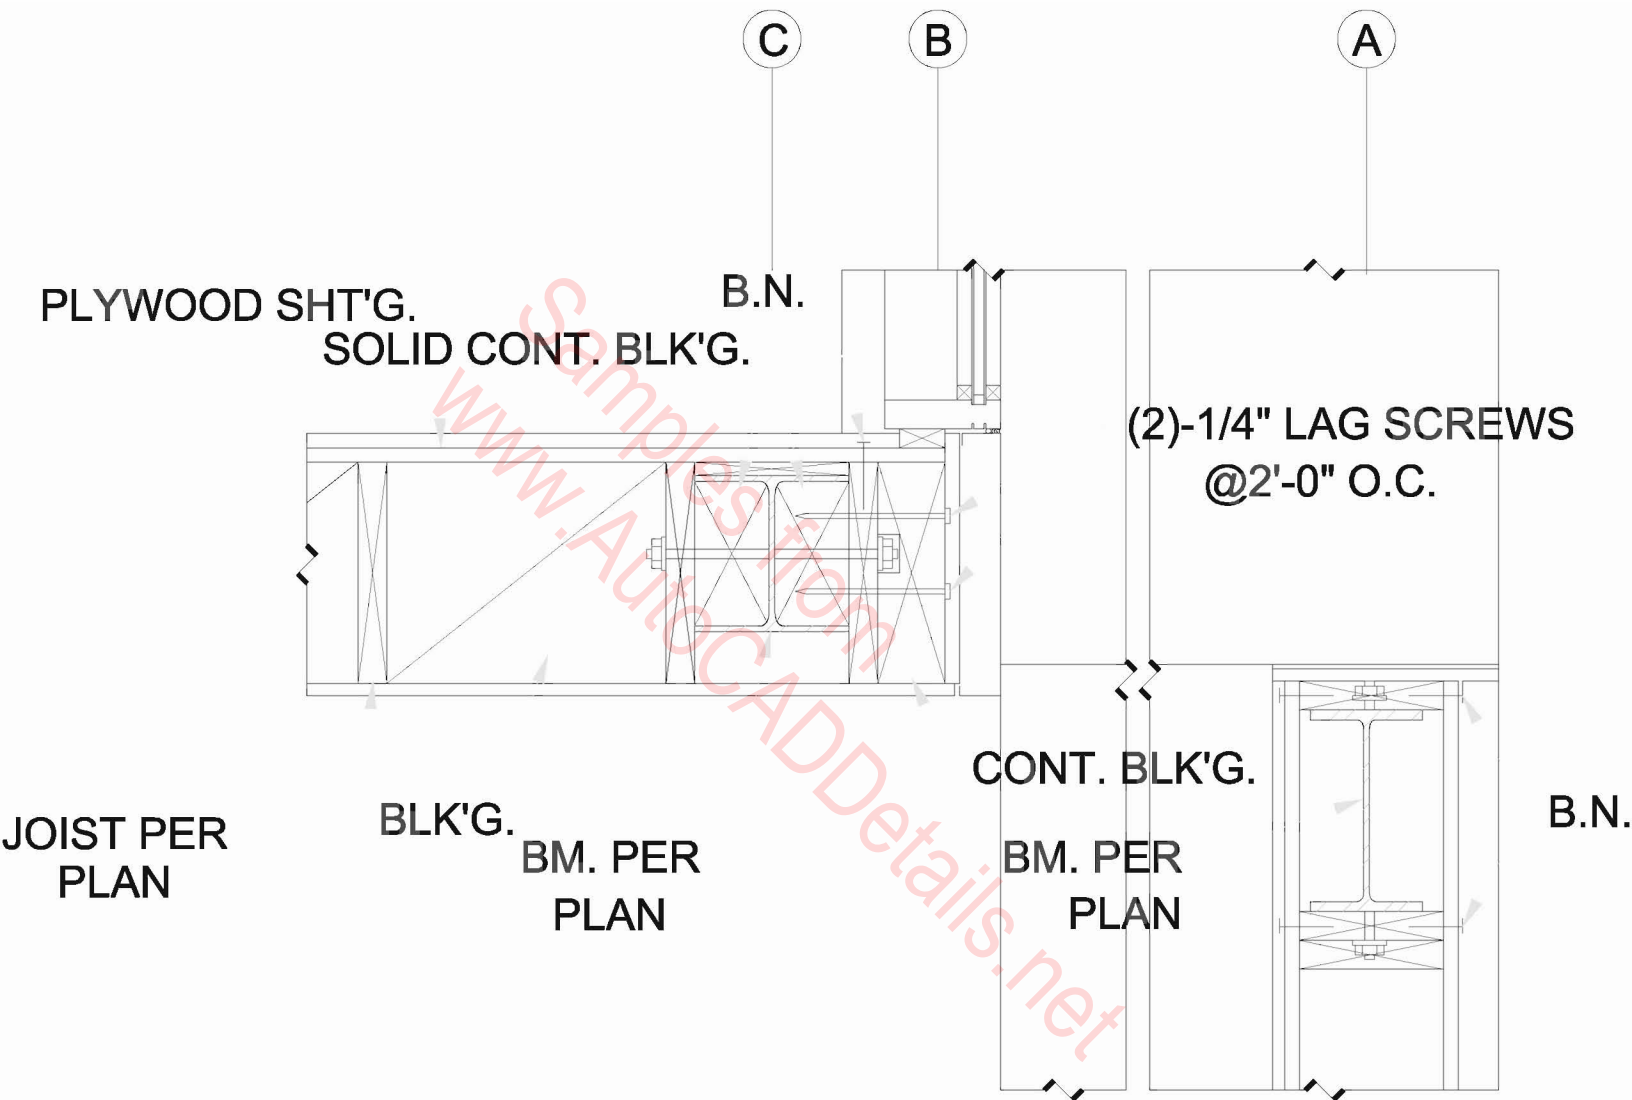 C
B
A
B.N.
PLYWOOD SHT'G.
SOLID CONT. BLK'G.
(2)-1/4" LAG SCREWS
@2'-0" O.C.
Samples from
www.AutoCADDetails.net
CONT. BLK'G.
B.N.
JOIST PER
PLAN
BLK'G.
BM. PER
PLAN
BM. PER
PLAN